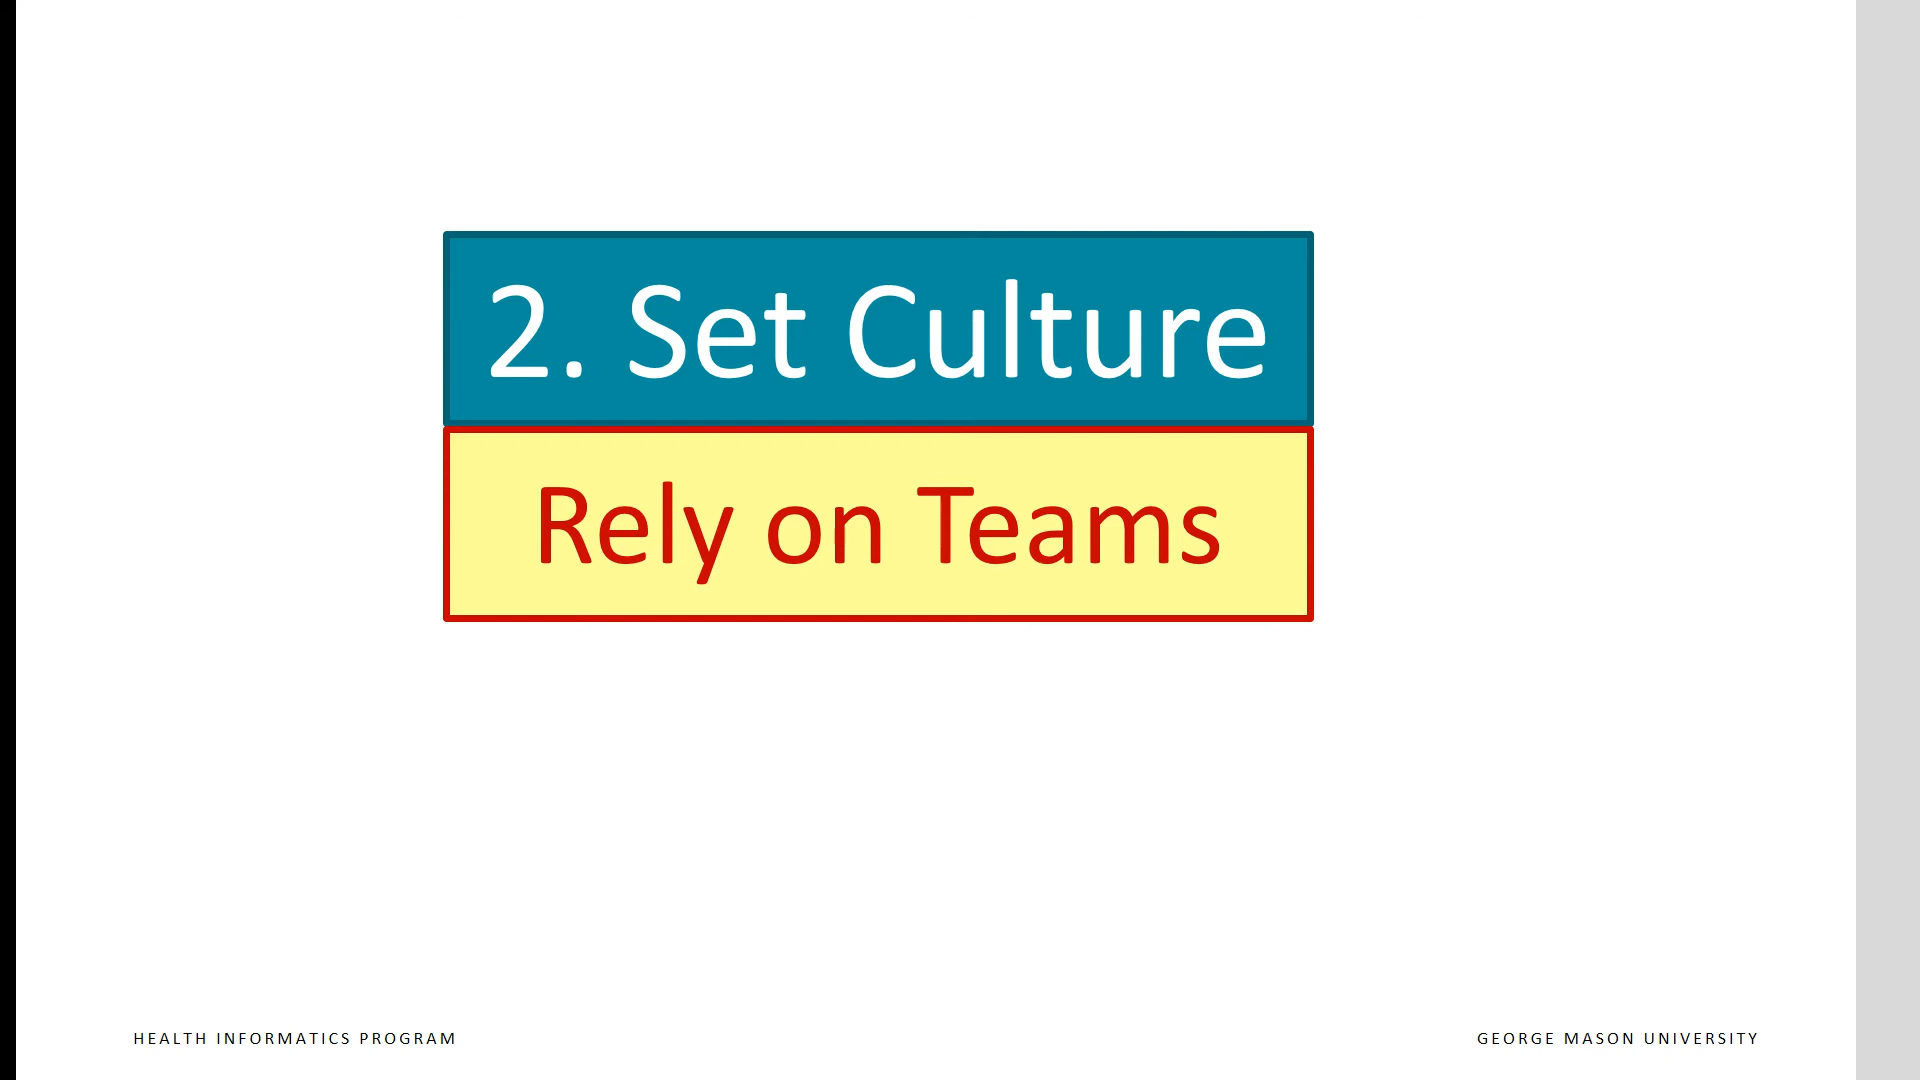 2. Set Culture
Rely on Teams
HEALTH INFORMATICS PROGRAM
GEORGE MASON UNIVERSITY